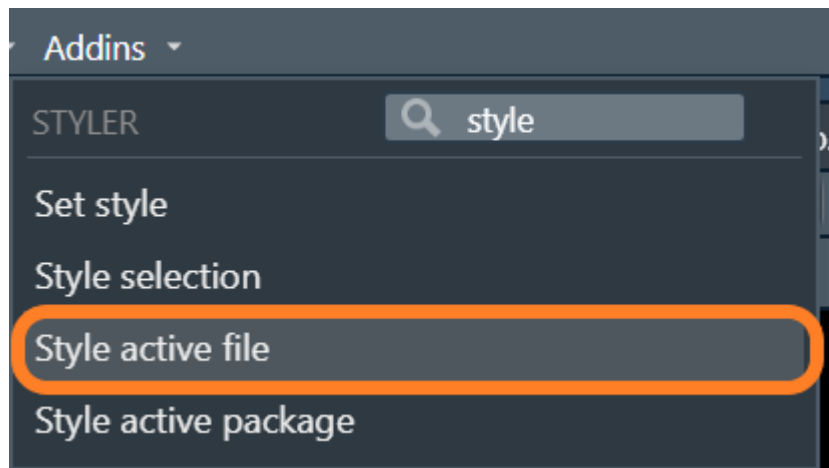 Addins
STYLER
style
Set style
Style selection
Style active file
Style active package